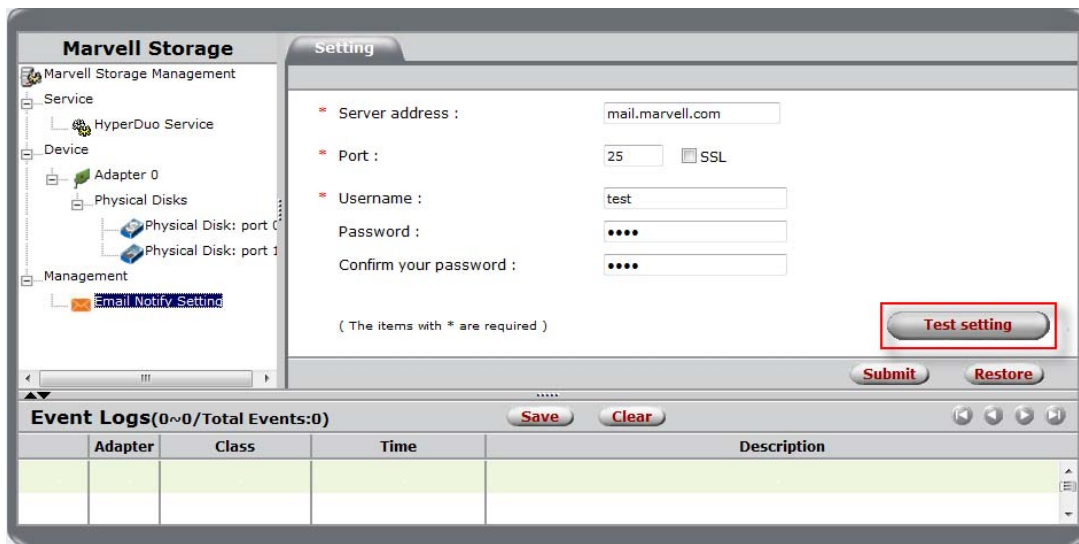 Marvell Storage
Marvell Storage Management
Service
HyperDuo Service
Device
Adapter 0
Physical Disks
Physical Disk: port 0
Physical Disk: port 1
Management
Email Notify Setting
Setting
* Server address : mail.marvell.com
* Port : 25 SSL
* Username : test
Password : ••••
Confirm your password : ••••
( The items with * are required )
Test setting
Submit Restore
Event Logs(0~0/Total Events:0) Save Clear
Adapter Class Time Description